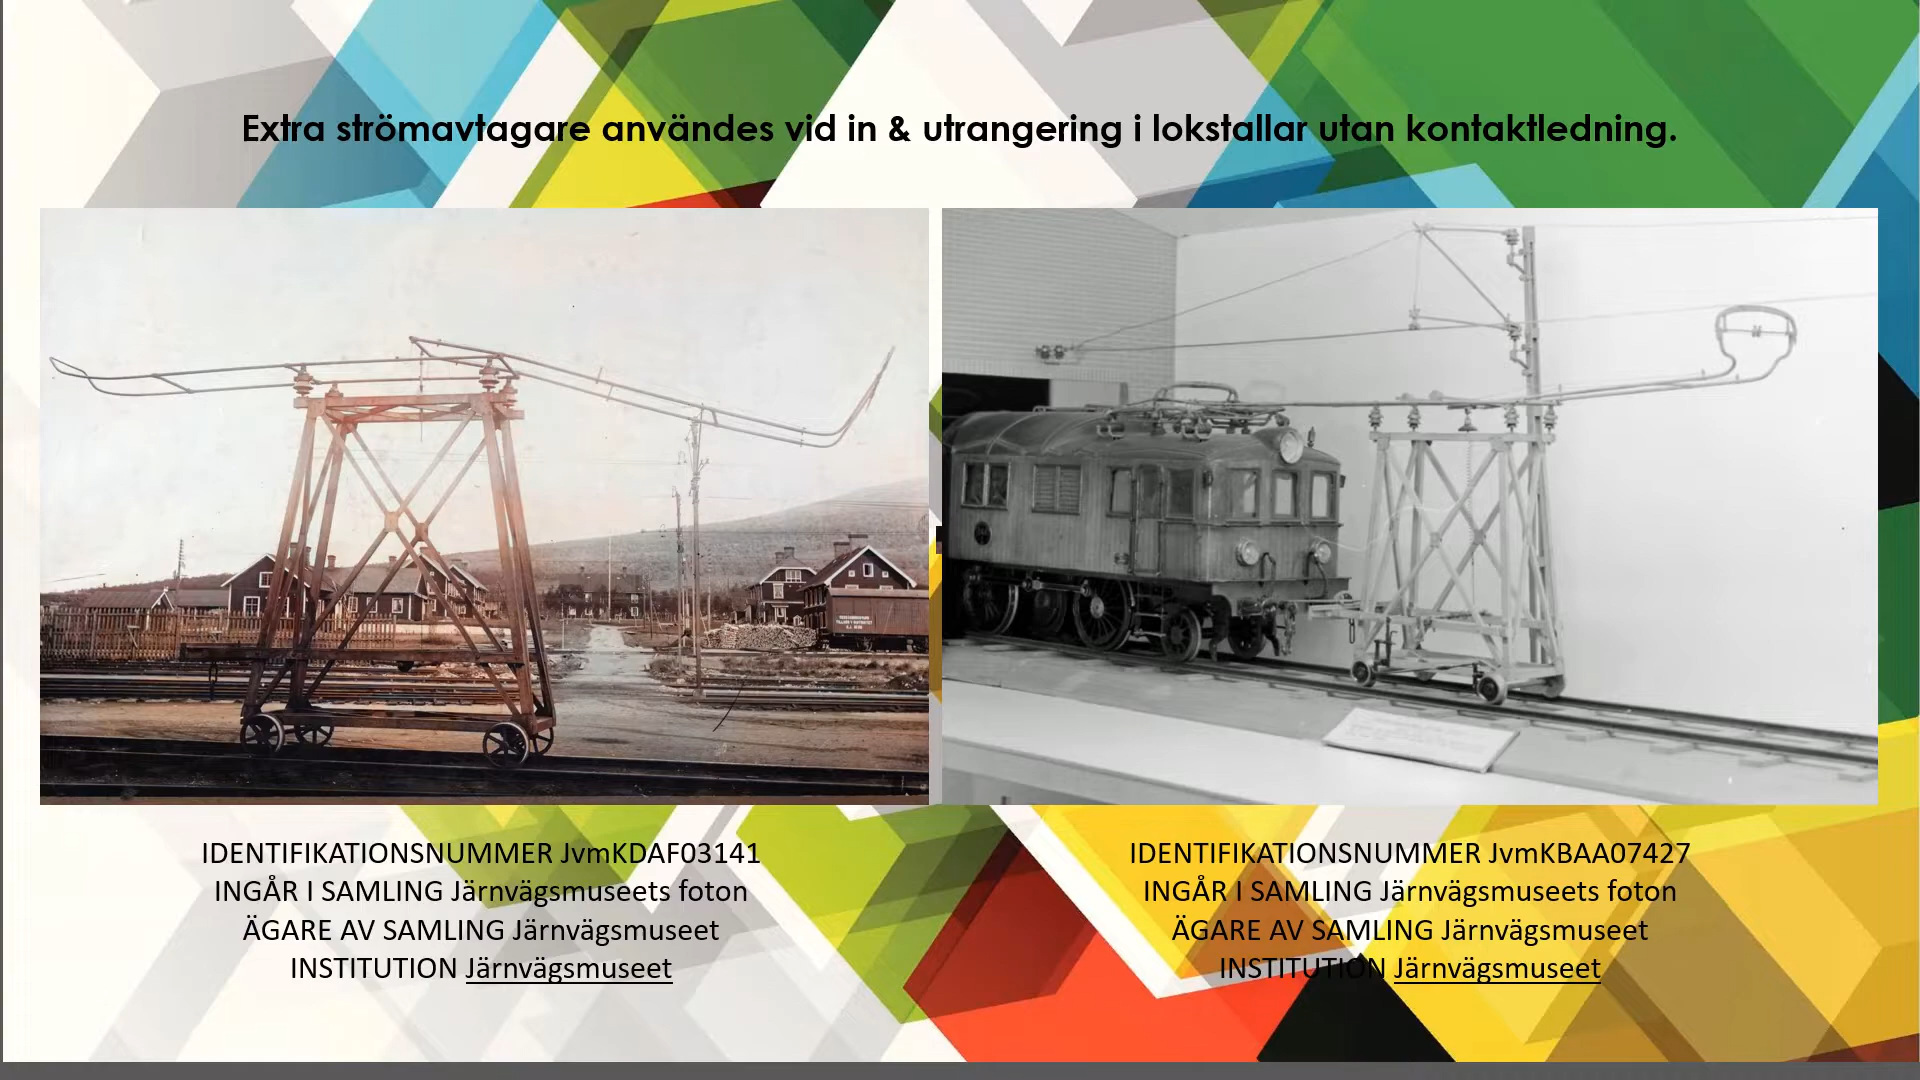 Extra strömavtagare användes vid in & utrangering i lokstallar utan kontaktledning.
IDENTIFIKATIONSNUMMER JvmKDAF03141
INGÅR I SAMLING Järnvägsmuseets foton
ÄGARE AV SAMLING Järnvägsmuseet
INSTITUTION Järnvägsmuseet
IDENTIFIKATIONSNUMMER JvmKBAA07427
INGÅR I SAMLING Järnvägsmuseets foton
ÄGARE AV SAMLING Järnvägsmuseet
INSTITUTION Järnvägsmuseet